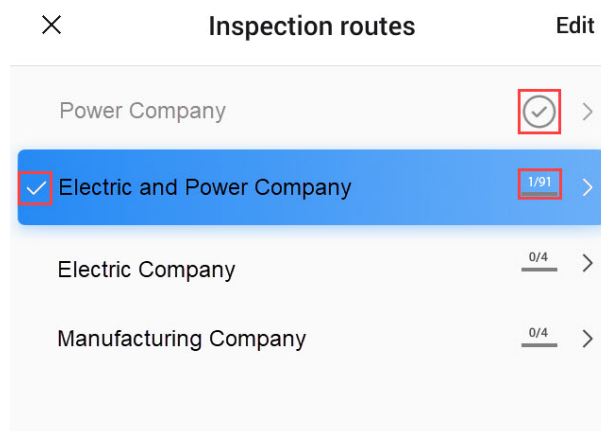 Inspection routes Edit
Power Company
Electric and Power Company 1/91
Electric Company 0/4
Manufacturing Company 0/4